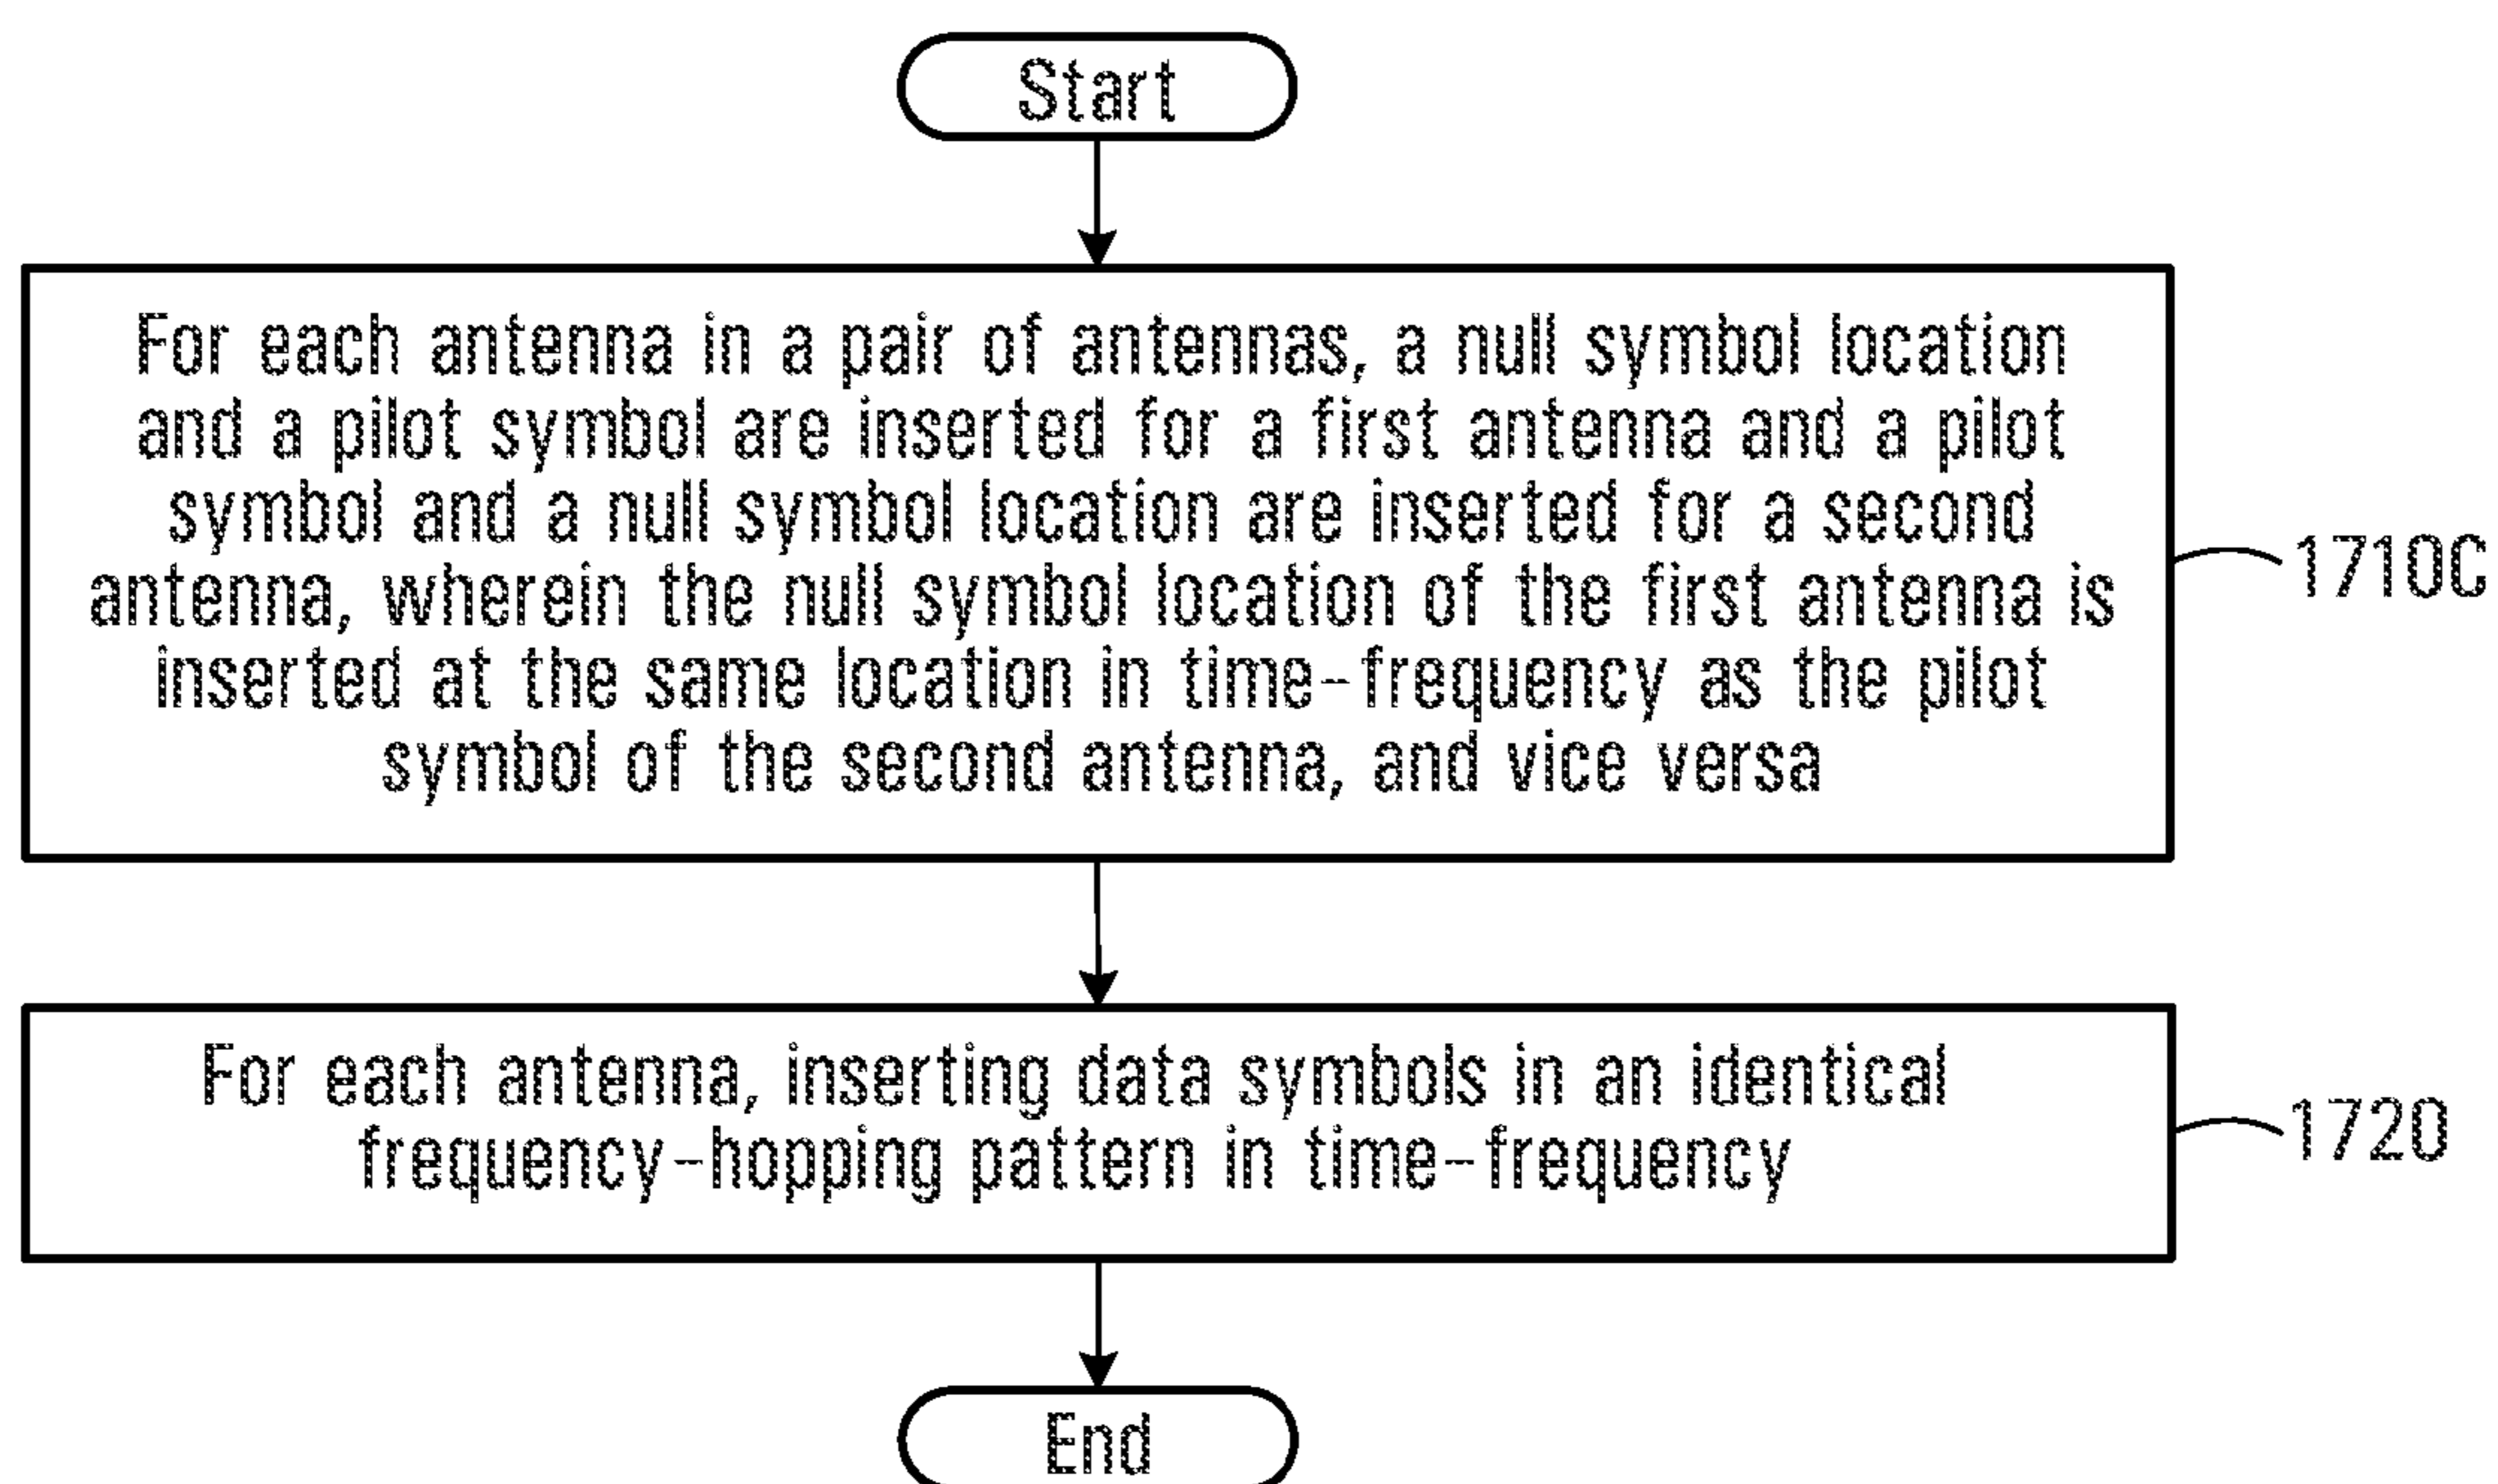 Start
For each antenna in a pair of antennas, a null symbol location
and a pilot symbol are inserted for a first antenna and a pilot
symbol and a null symbol location are inserted for a second
antenna, wherein the null symbol location of the first antenna is
inserted at the same location in time-frequency as the pilot
symbol of the second antenna, and vice versa
1710C
For each antenna, inserting data symbols in an identical
frequency-hopping pattern in time-frequency
1720
End